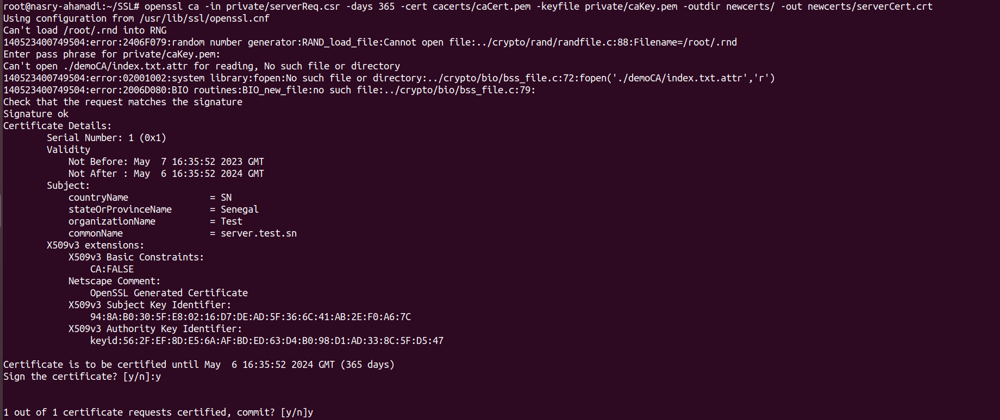 root@nasry-ahamadi:~/SSL# openssl ca -in private/serverReq.csr -days 365 -cert cacerts/caCert.pem -keyfile private/caKey.pem -outdir newcerts/ -out newcerts/serverCert.crt
Using configuration from /usr/lib/ssl/openssl.cnf
Can't load /root/.rnd into RNG
140523400749504:error:2406F079:random number generator:RAND_load_file:Cannot open file:../crypto/rand/randfile.c:88:Filename=/root/.rnd
Enter pass phrase for private/caKey.pem:
Can't open ./demoCA/index.txt.attr for reading, No such file or directory
140523400749504:error:02001002:system library:fopen:No such file or directory:../crypto/bio/bss_file.c:72:fopen('./demoCA/index.txt.attr','r')
140523400749504:error:2006D080:BIO routines:BIO_new_file:no such file:../crypto/bio/bss_file.c:79:
Check that the request matches the signature
Signature ok
Certificate Details:
        Serial Number: 1 (0x1)
        Validity
            Not Before: May  7 16:35:52 2023 GMT
            Not After : May  6 16:35:52 2024 GMT
        Subject:
            countryName               = SN
            stateOrProvinceName       = Senegal
            organizationName          = Test
            commonName                = server.test.sn
        X509v3 extensions:
            X509v3 Basic Constraints:
                CA:FALSE
            Netscape Comment:
                OpenSSL Generated Certificate
            X509v3 Subject Key Identifier:
                94:8A:B0:30:5F:E8:02:16:D7:DE:AD:5F:36:6C:41:AB:2E:F0:A6:7C
            X509v3 Authority Key Identifier:
                keyid:56:2F:EF:8D:E5:6A:AF:BD:ED:63:D4:B0:98:D1:AD:33:8C:5F:D5:47
Certificate is to be certified until May  6 16:35:52 2024 GMT (365 days)
Sign the certificate? [y/n]:y
1 out of 1 certificate requests certified, commit? [y/n]y